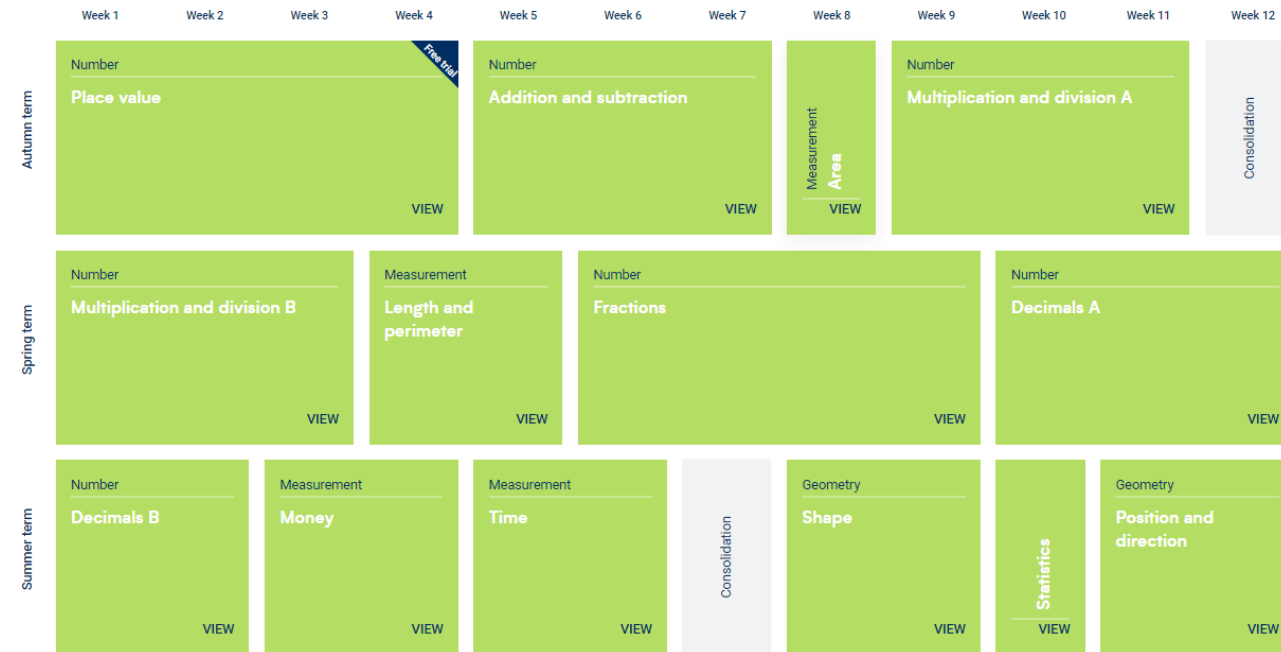 Week 1 Week 2 Week 3 Week 4 Week 5 Week 6 Week 7 Week 8 Week 9 Week 10 Week 11 Week 12
Autumn term
Number
Place value
Free trial
VIEW
Number
Addition and subtraction
VIEW
Measurement
Area
VIEW
Number
Multiplication and division A
VIEW
Consolidation
Spring term
Number
Multiplication and division B
VIEW
Measurement
Length and
perimeter
VIEW
Number
Fractions
VIEW
Number
Decimals A
VIEW
Summer term
Number
Decimals B
VIEW
Measurement
Money
VIEW
Measurement
Time
VIEW
Consolidation
Geometry
Shape
VIEW
Statistics
VIEW
Geometry
Position and
direction
VIEW